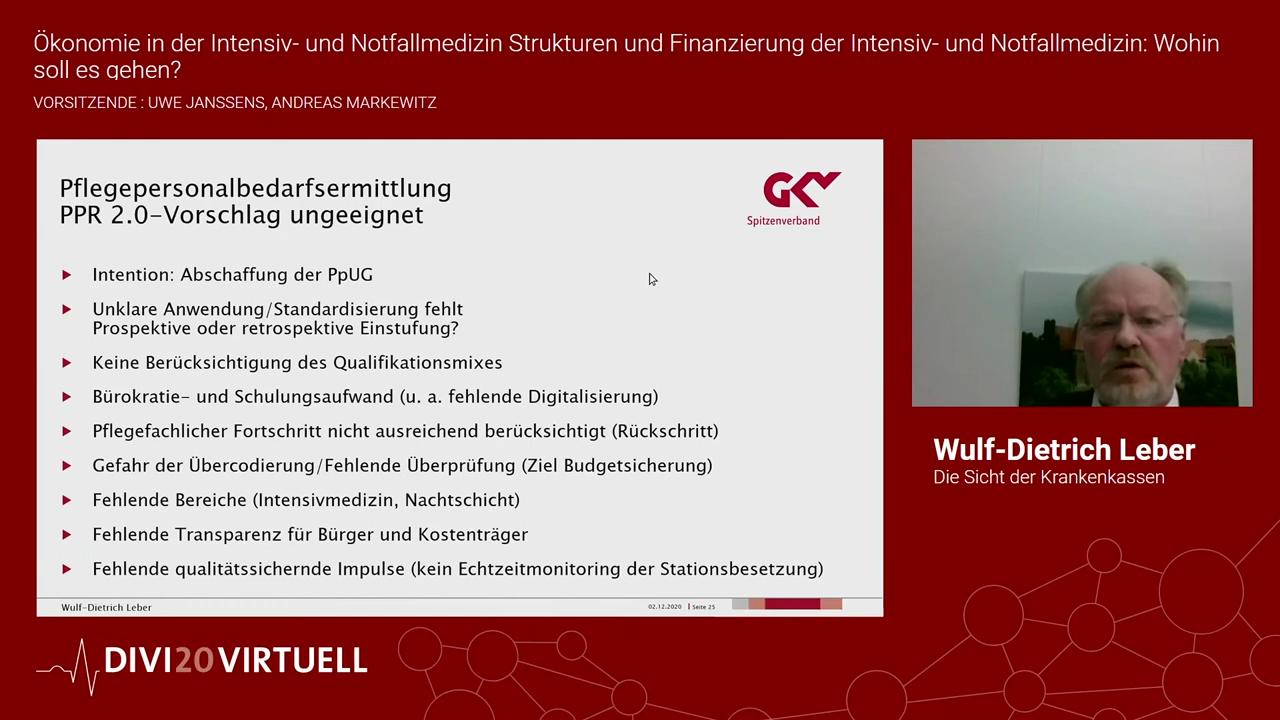 Ökonomie in der Intensiv- und Notfallmedizin Strukturen und Finanzierung der Intensiv- und Notfallmedizin: Wohin
soll es gehen?
VORSITZENDE : UWE JANSSENS, ANDREAS MARKEWITZ
Pflegepersonalbedarfsermittlung
PPR 2.0-Vorschlag ungeeignet
GKV
Spitzenverband
Intention: Abschaffung der PpUG
Unklare Anwendung/Standardisierung fehlt
Prospektive oder retrospektive Einstufung?
Keine Berücksichtigung des Qualifikationsmixes
Bürokratie- und Schulungsaufwand (u. a. fehlende Digitalisierung)
Pflegefachlicher Fortschritt nicht ausreichend berücksichtigt (Rückschritt)
Gefahr der Übercodierung/Fehlende Überprüfung (Ziel Budgetsicherung)
Fehlende Bereiche (Intensivmedizin, Nachtschicht)
Fehlende Transparenz für Bürger und Kostenträger
Fehlende qualitätssichernde Impulse (kein Echtzeitmonitoring der Stationsbesetzung)
Wulf-Dietrich Leber
02.12.2020 | Seite 25
Wulf-Dietrich Leber
Die Sicht der Krankenkassen
DIVI20VIRTUELL